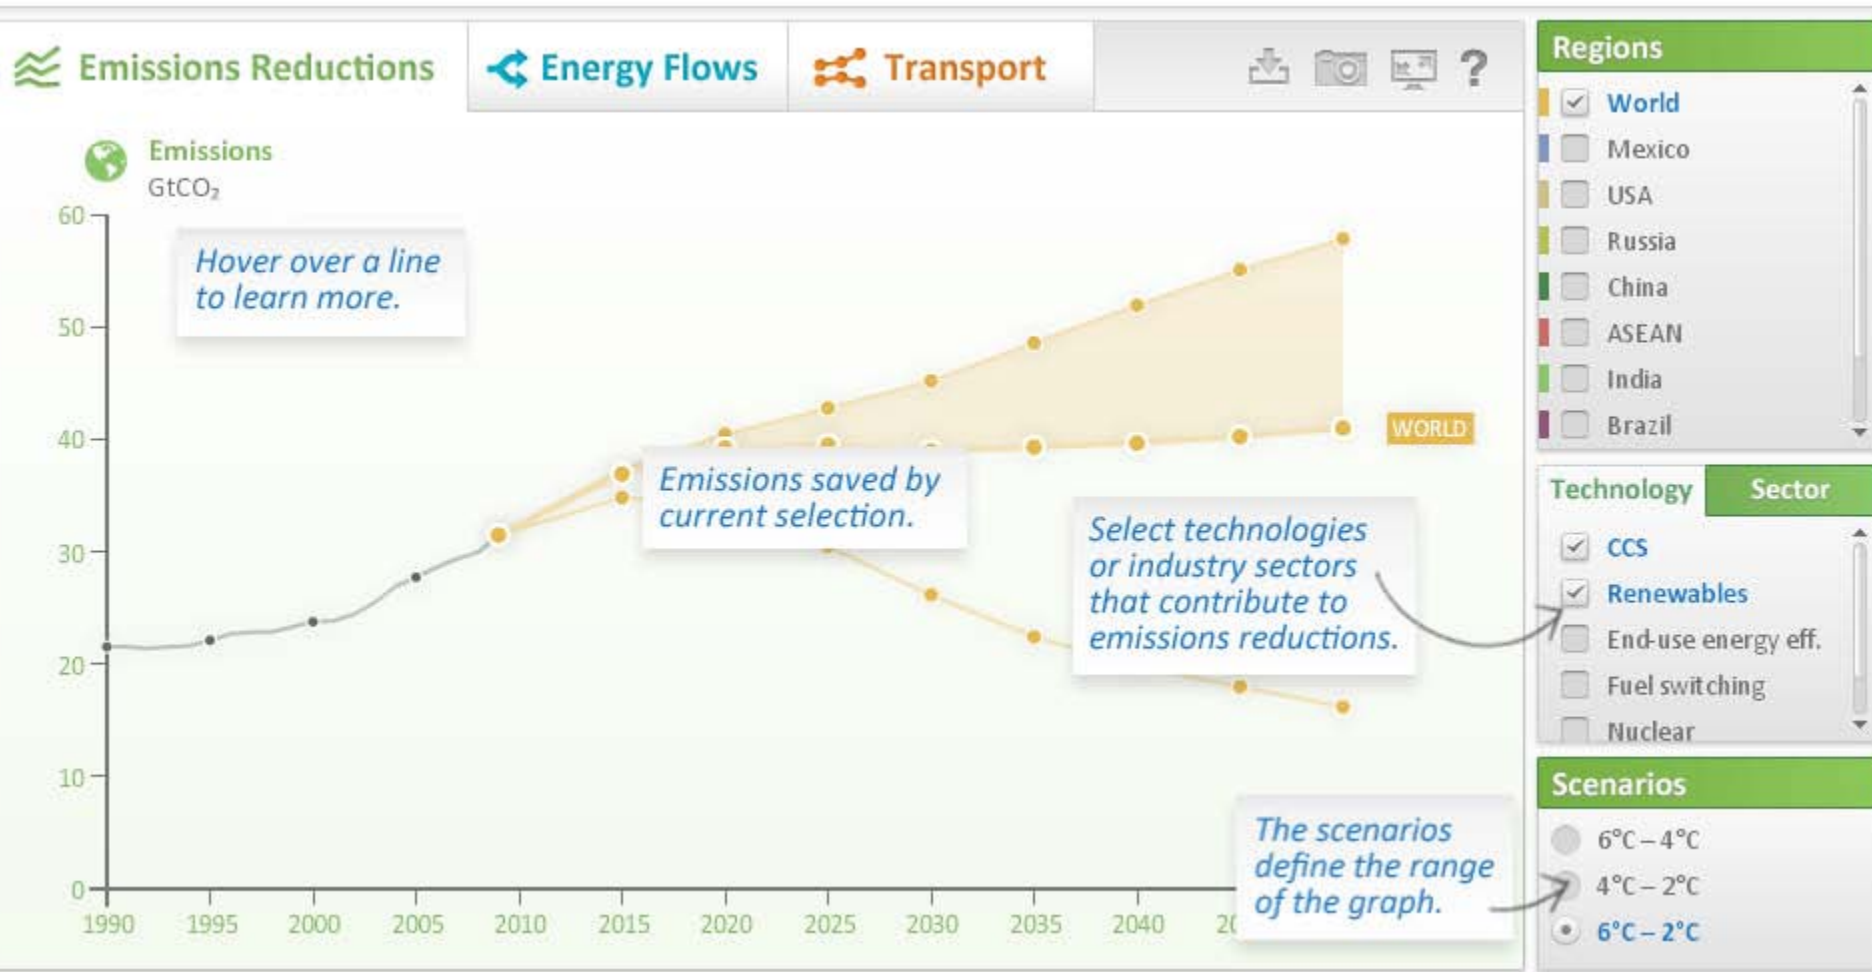 Emissions Reductions
Energy Flows
Transport
?
Emissions
GtCO₂
60
50
40
30
20
10
0
1990 1995 2000 2005 2010 2015 2020 2025 2030 2035 2040
Hover over a line
to learn more.
WORLD
Emissions saved by
current selection.
Select technologies
or industry sectors
that contribute to
emissions reductions.
The scenarios
define the range
of the graph.
Regions
World
Mexico
USA
Russia
China
ASEAN
India
Brazil
Technology
Sector
CCS
Renewables
End-use energy eff.
Fuel switching
Nuclear
Scenarios
6°C – 4°C
4°C – 2°C
6°C – 2°C